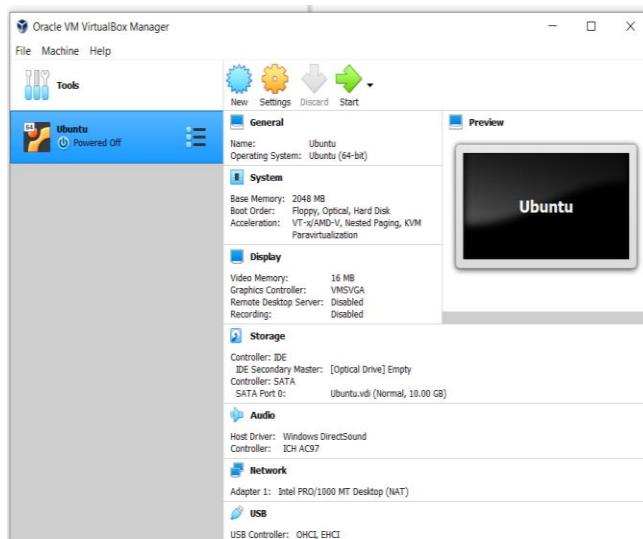 Oracle VM VirtualBox Manager
File Machine Help
Tools
New Settings Discard Start
64 Ubuntu
Powered Off
General
Name: Ubuntu
Operating System: Ubuntu (64-bit)
Preview
Ubuntu
System
Base Memory: 2048 MB
Boot Order: Floppy, Optical, Hard Disk
Acceleration: VT-x/AMD-V, Nested Paging, KVM
Paravirtualization
Display
Video Memory: 16 MB
Graphics Controller: VMSVGA
Remote Desktop Server: Disabled
Recording: Disabled
Storage
Controller: IDE
IDE Secondary Master: [Optical Drive] Empty
Controller: SATA
SATA Port 0: Ubuntu.vdi (Normal, 10.00 GB)
Audio
Host Driver: Windows DirectSound
Controller: ICH AC97
Network
Adapter 1: Intel PRO/1000 MT Desktop (NAT)
USB
USB Controller: OHCI, EHCI